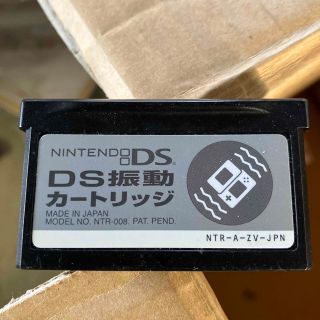 NINTENDO DS
DS振動
カートリッジ
MADE IN JAPAN
MODEL NO. NTR-008. PAT. PEND.
NTR-A-ZV-JPN